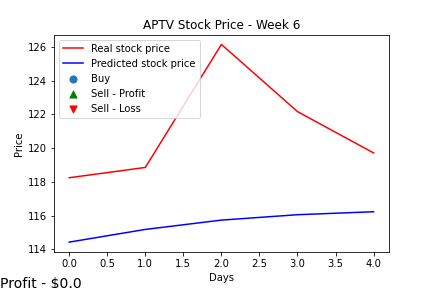 APTV Stock Price - Week 6
Real stock price
Predicted stock price
Buy
Sell - Profit
Sell - Loss
126
124
122
120
118
116
114
Price
0.0 0.5 1.0 1.5 2.0 2.5 3.0 3.5 4.0
Days
Profit - $0.0